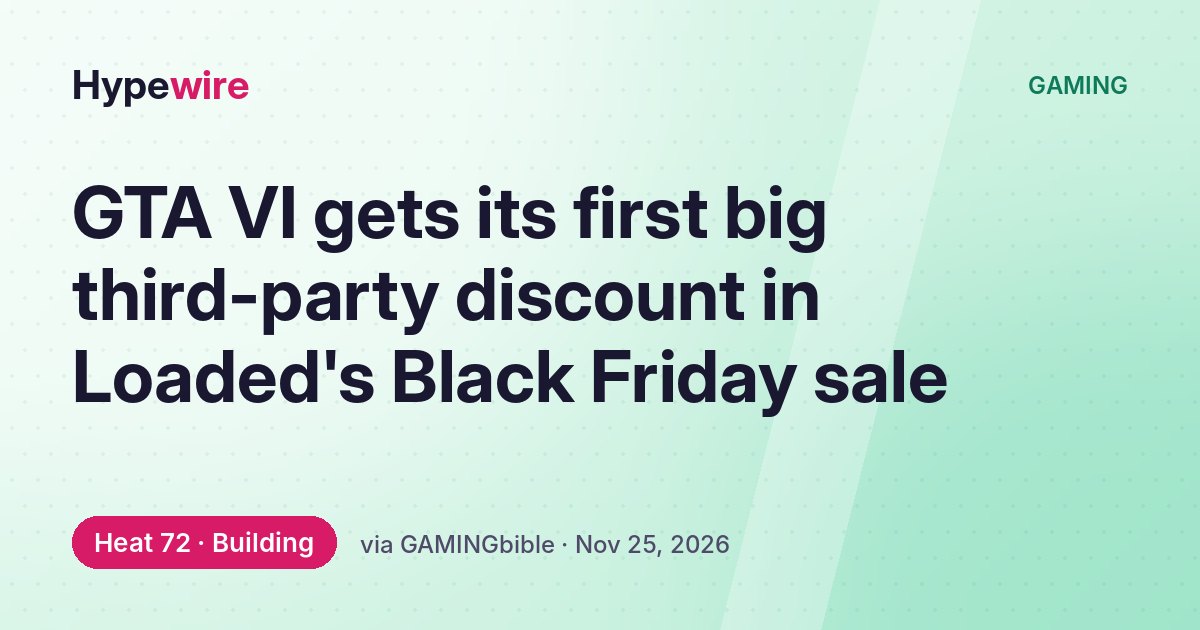 Hypewire
GAMING
GTA VI gets its first big
third-party discount in
Loaded's Black Friday sale
Heat 72 · Building
via GAMINGbible · Nov 25, 2026